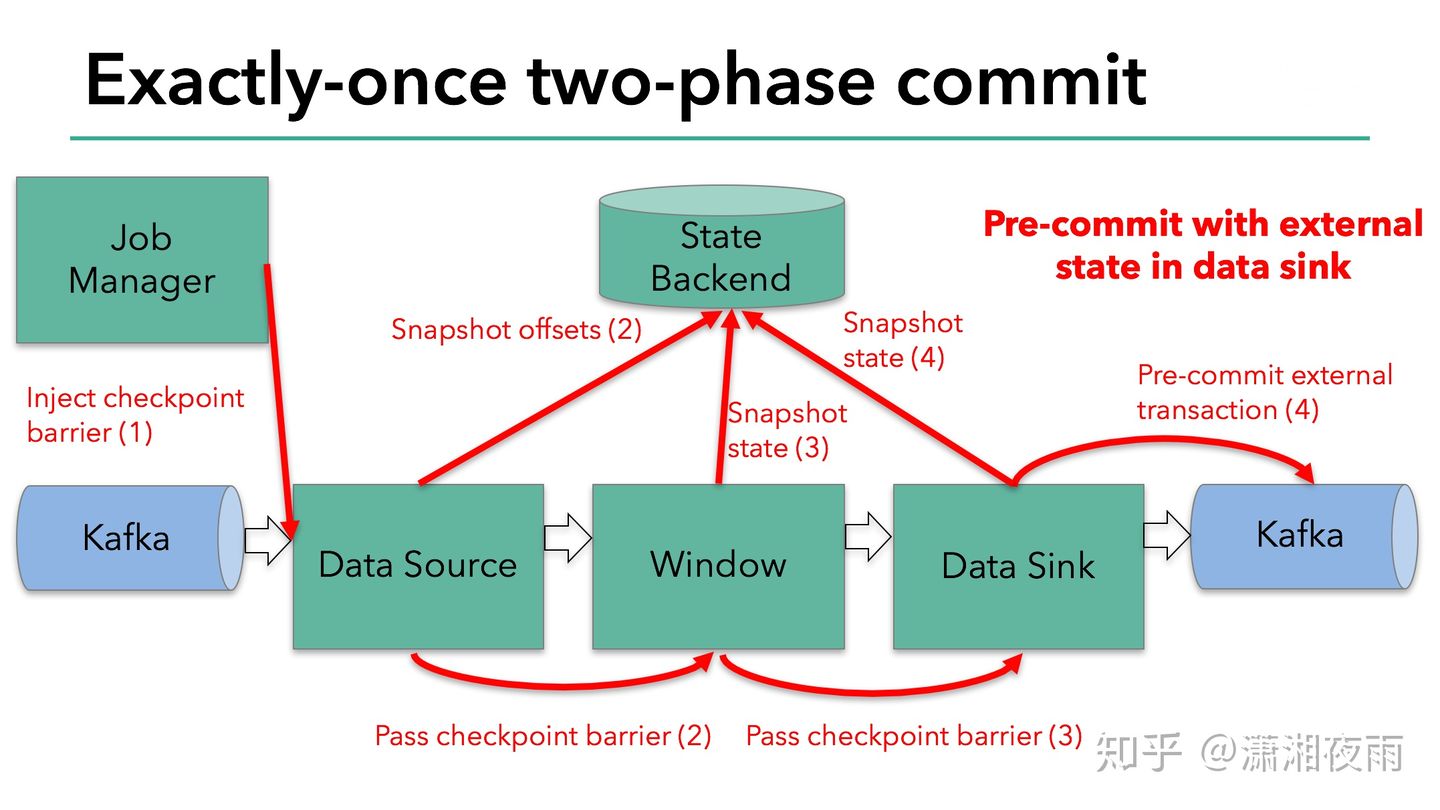 Exactly-once two-phase commit
Job
Manager
State
Backend
Pre-commit with external
state in data sink
Snapshot offsets (2)
Snapshot
state (4)
Snapshot
state (3)
Pre-commit external
transaction (4)
Inject checkpoint
barrier (1)
Kafka
Data Source
Window
Data Sink
Kafka
Pass checkpoint barrier (2)
Pass checkpoint barrier (3)
知乎 @潇湘夜雨